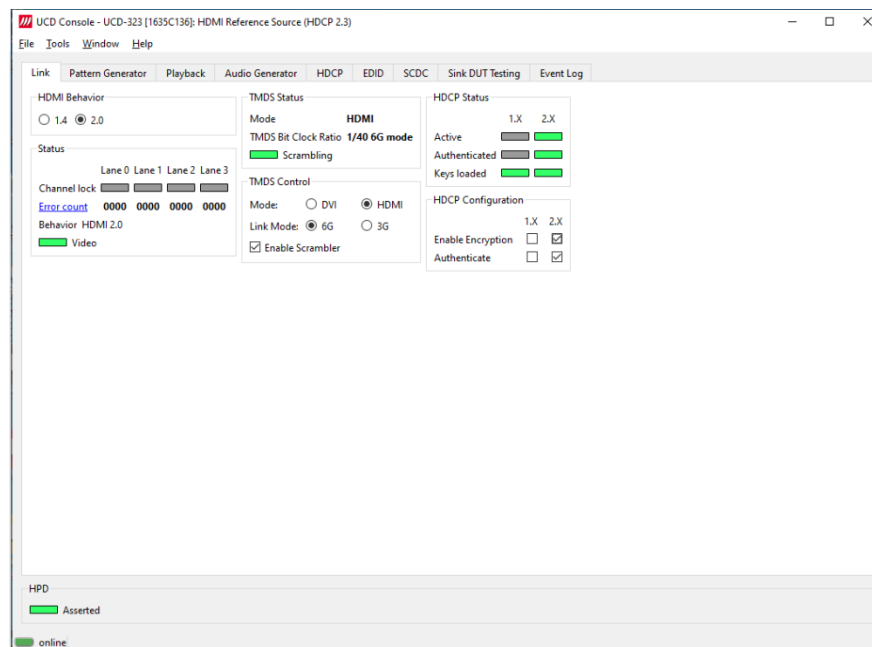 UCD Console - UCD-323 [1635C136]: HDMI Reference Source (HDCP 2.3)
File Tools Window Help
Link Pattern Generator Playback Audio Generator HDCP EDID SCDC Sink DUT Testing Event Log
HDMI Behavior
1.4 2.0
Status
Lane 0 Lane 1 Lane 2 Lane 3
Channel lock
Error count 0000 0000 0000 0000
Behavior HDMI 2.0
Video
TMDS Status
Mode HDMI
TMDS Bit Clock Ratio 1/40 6G mode
Scrambling
TMDS Control
Mode: DVI HDMI
Link Mode: 6G 3G
Enable Scrambler
HDCP Status
1.X 2.X
Active
Authenticated
Keys loaded
HDCP Configuration
1.X 2.X
Enable Encryption
Authenticate
HPD
Asserted
online